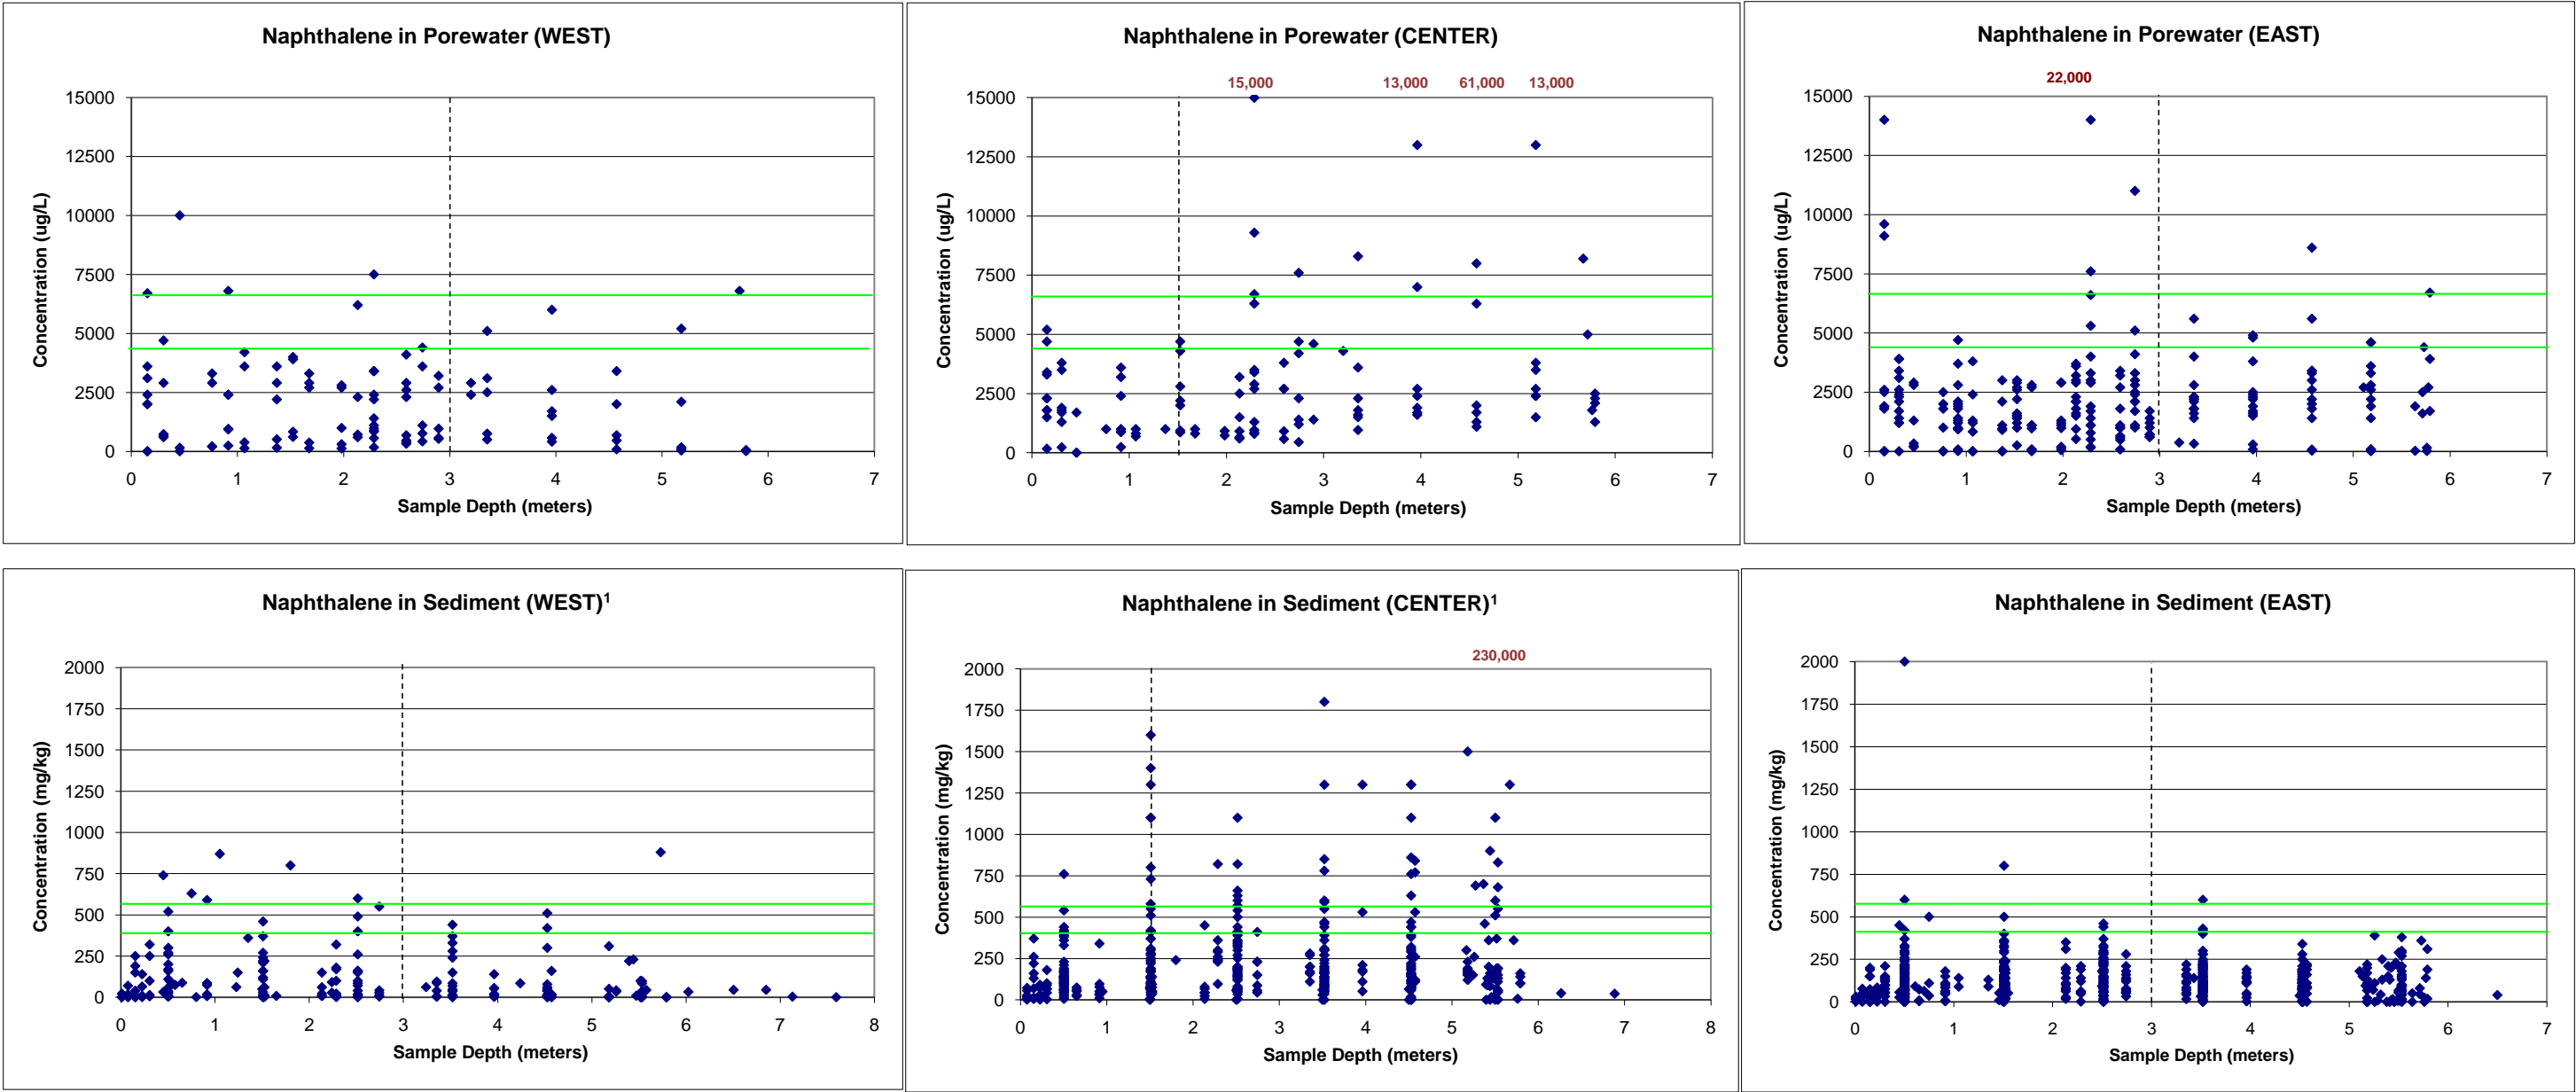 Naphthalene in Porewater (WEST)
15000
12500
10000
7500
5000
2500
0
Concentration (ug/L)
0 1 2 3 4 5 6 7
Sample Depth (meters)
Naphthalene in Porewater (CENTER)
15,000 13,000 61,000 13,000
15000
12500
10000
7500
5000
2500
0
Concentration (ug/L)
0 1 2 3 4 5 6 7
Sample Depth (meters)
Naphthalene in Porewater (EAST)
22,000
15000
12500
10000
7500
5000
2500
0
Concentration (ug/L)
0 1 2 3 4 5 6 7
Sample Depth (meters)
Naphthalene in Sediment (WEST)¹
2000
1750
1500
1250
1000
750
500
250
0
Concentration (mg/kg)
0 1 2 3 4 5 6 7 8
Sample Depth (meters)
Naphthalene in Sediment (CENTER)¹
230,000
2000
1750
1500
1250
1000
750
500
250
0
Concentration (mg/kg)
0 1 2 3 4 5 6 7 8
Sample Depth (meters)
Naphthalene in Sediment (EAST)
2000
1750
1500
1250
1000
750
500
250
0
Concentration (mg/kg)
0 1 2 3 4 5 6 7
Sample Depth (meters)